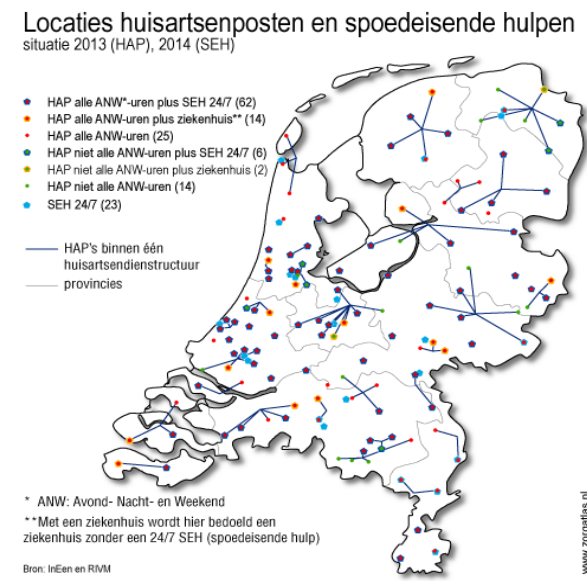 Locaties huisartsenposten en spoedeisende hulpen
situatie 2013 (HAP), 2014 (SEH)
HAP alle ANW*-uren plus SEH 24/7 (62)
HAP alle ANW-uren plus ziekenhuis** (14)
HAP alle ANW-uren (25)
HAP niet alle ANW-uren plus SEH 24/7 (6)
HAP niet alle ANW-uren plus ziekenhuis (2)
HAP niet alle ANW-uren (14)
SEH 24/7 (23)
HAP's binnen één
huisartsendienstructuur
provincies
* ANW: Avond- Nacht- en Weekend
**Met een ziekenhuis wordt hier bedoeld een
ziekenhuis zonder een 24/7 SEH (spoedeisende hulp)
Bron: InEen en RIVM
www.zorgatlas.nl